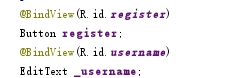 @BindView(R.id.register)
Button register;
@BindView(R.id.username)
EditText _username;